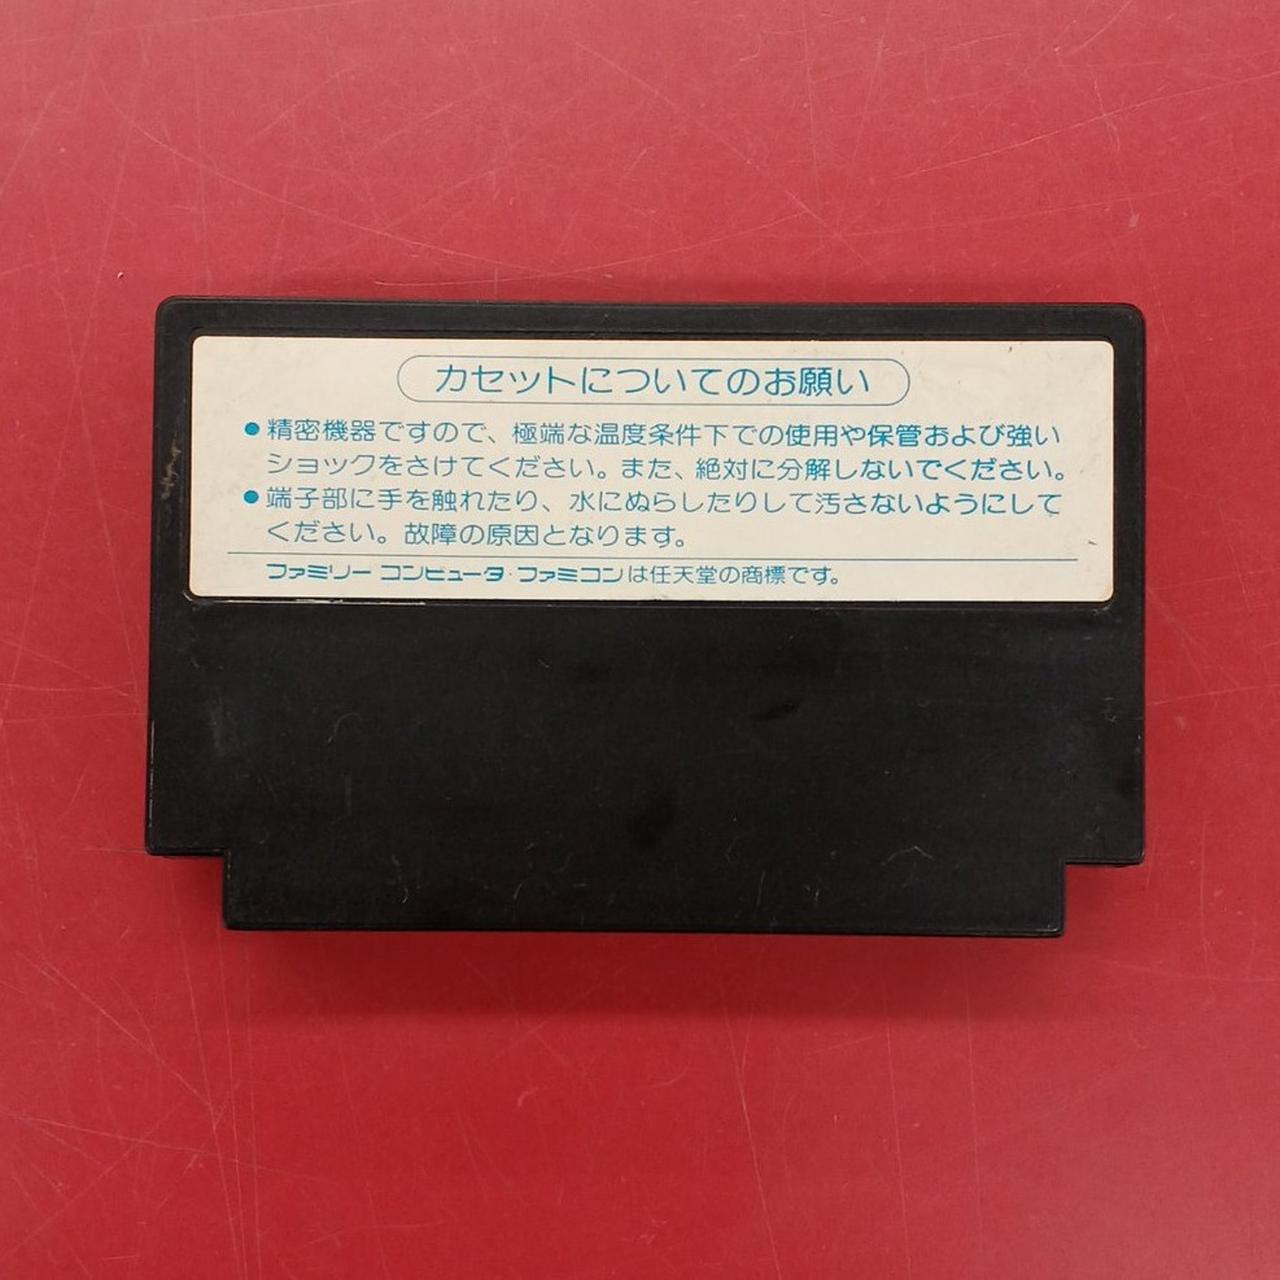 カセットについてのお願い
●精密機器ですので、極端な温度条件下での使用や保管および強い
ショックをさけてください。また、絶対に分解しないでください。
●端子部に手を触れたり、水にぬらしたりして汚さないようにして
ください。故障の原因となります。
ファミリー コンピュータ・ファミコンは任天堂の商標です。